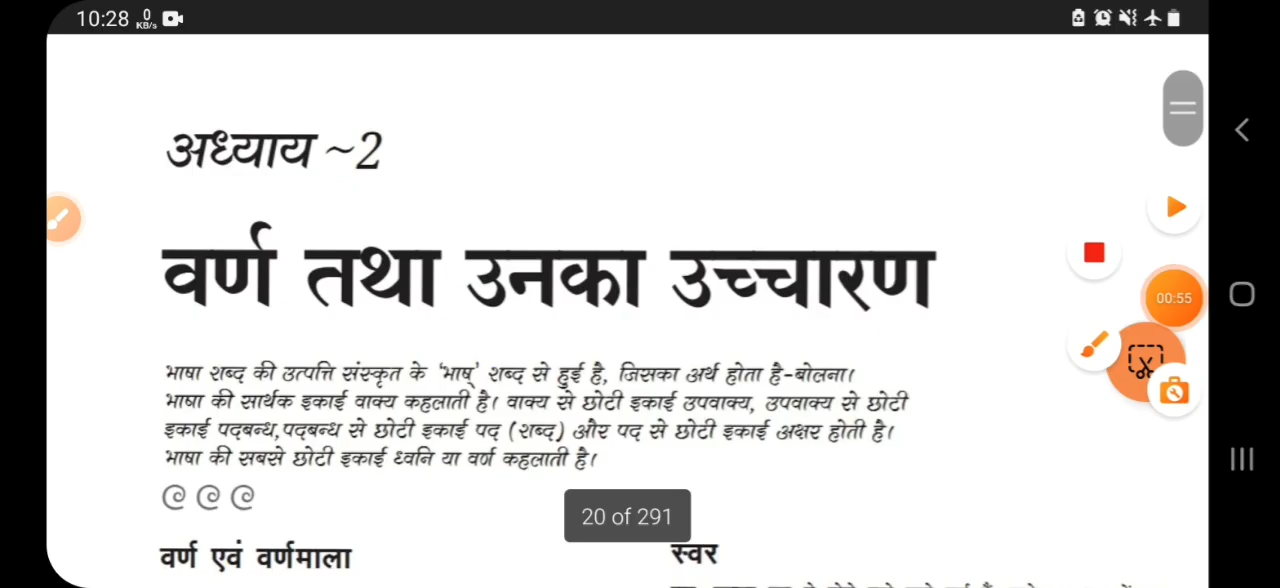 10:28 0 KB/s
अध्याय ~2
वर्ण तथा उनका उच्चारण
00:55
भाषा शब्द की उत्पत्ति संस्कृत के 'भाष्' शब्द से हुई है, जिसका अर्थ होता है-बोलना।
भाषा की सार्थक इकाई वाक्य कहलाती है। वाक्य से छोटी इकाई उपवाक्य, उपवाक्य से छोटी
इकाई पदबन्ध,पदबन्ध से छोटी इकाई पद (शब्द) और पद से छोटी इकाई अक्षर होती है।
भाषा की सबसे छोटी इकाई ध्वनि या वर्ण कहलाती है।
20 of 291
वर्ण एवं वर्णमाला
स्वर